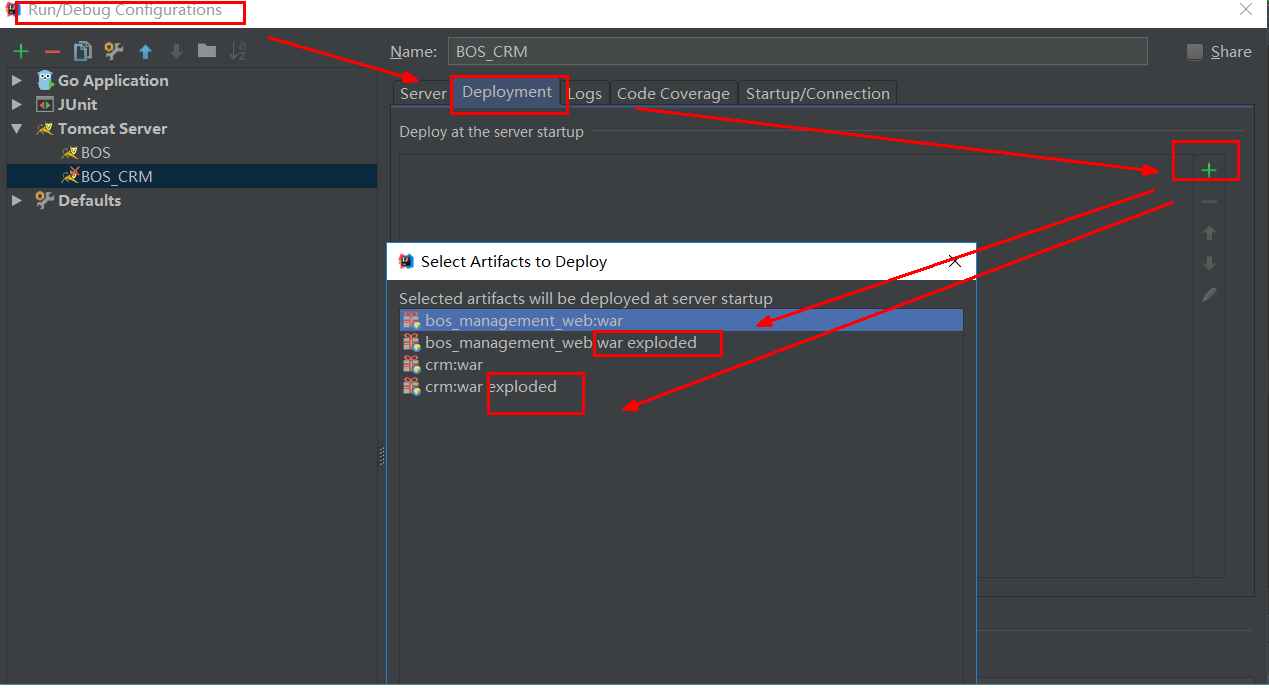 Run/Debug Configurations
Name: BOS_CRM Share
Go Application
JUnit
Tomcat Server
BOS
BOS_CRM
Defaults
Server Deployment Logs Code Coverage Startup/Connection
Deploy at the server startup
Select Artifacts to Deploy
Selected artifacts will be deployed at server startup
bos_management_web:war
bos_management_web:war exploded
crm:war
crm:war exploded